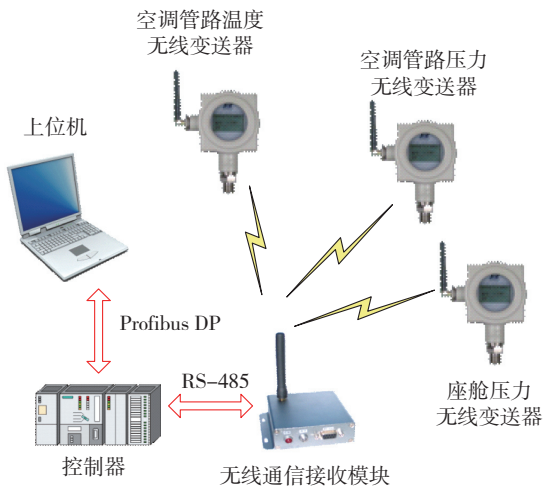 空调管路温度
无线变送器
空调管路压力
无线变送器
上位机
Profibus DP
RS-485
座舱压力
无线变送器
控制器
无线通信接收模块